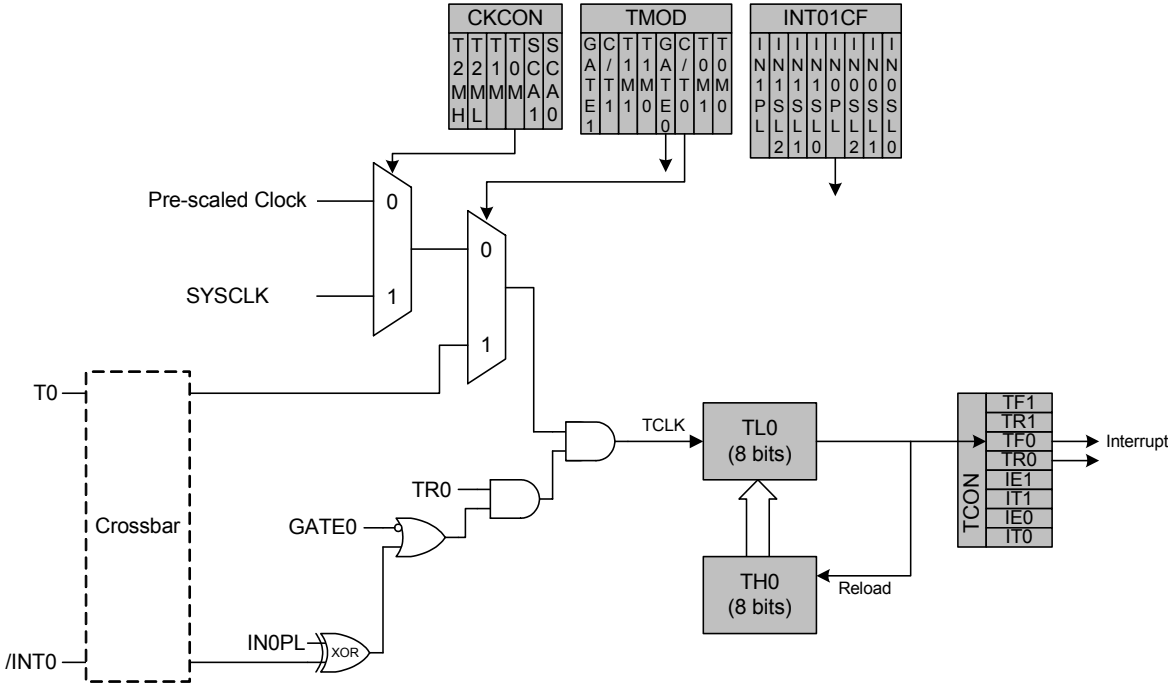 CKCON
T2MH T2ML T1M T0M SCA1 SCA0
TMOD
GATE1 C/T1 T1M1 T1M0 GATE0 C/T0 T0M1 T0M0
INT01CF
IN1PL IN1SL2 IN1SL1 IN1SL0 IN0PL IN0SL2 IN0SL1 IN0SL0
Pre-scaled Clock
0
SYSCLK
1
0
1
T0
Crossbar
/INT0
TR0
GATE0
IN0PL
XOR
TCLK
TL0
(8 bits)
TH0
(8 bits)
Reload
TCON
TF1
TR1
TF0
TR0
IE1
IT1
IE0
IT0
Interrupt